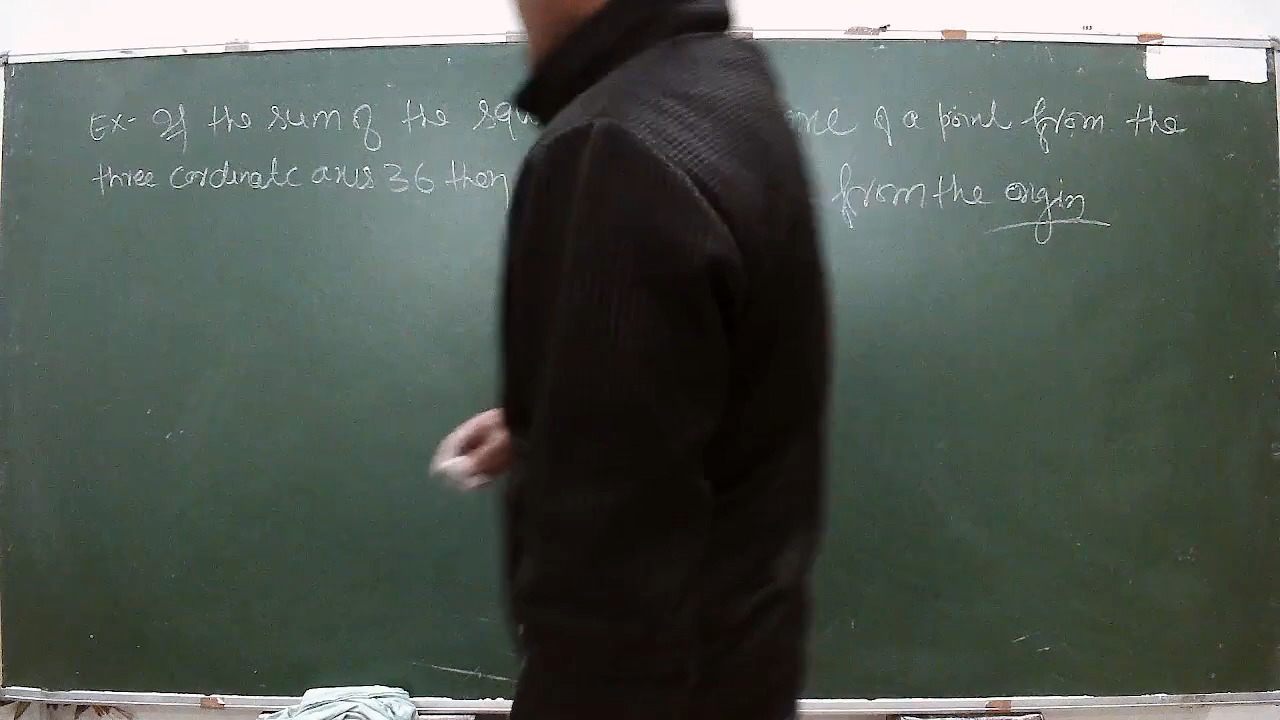 Ex- If the sum of the squ of a point from the
three cordinate axis 36 then from the origin